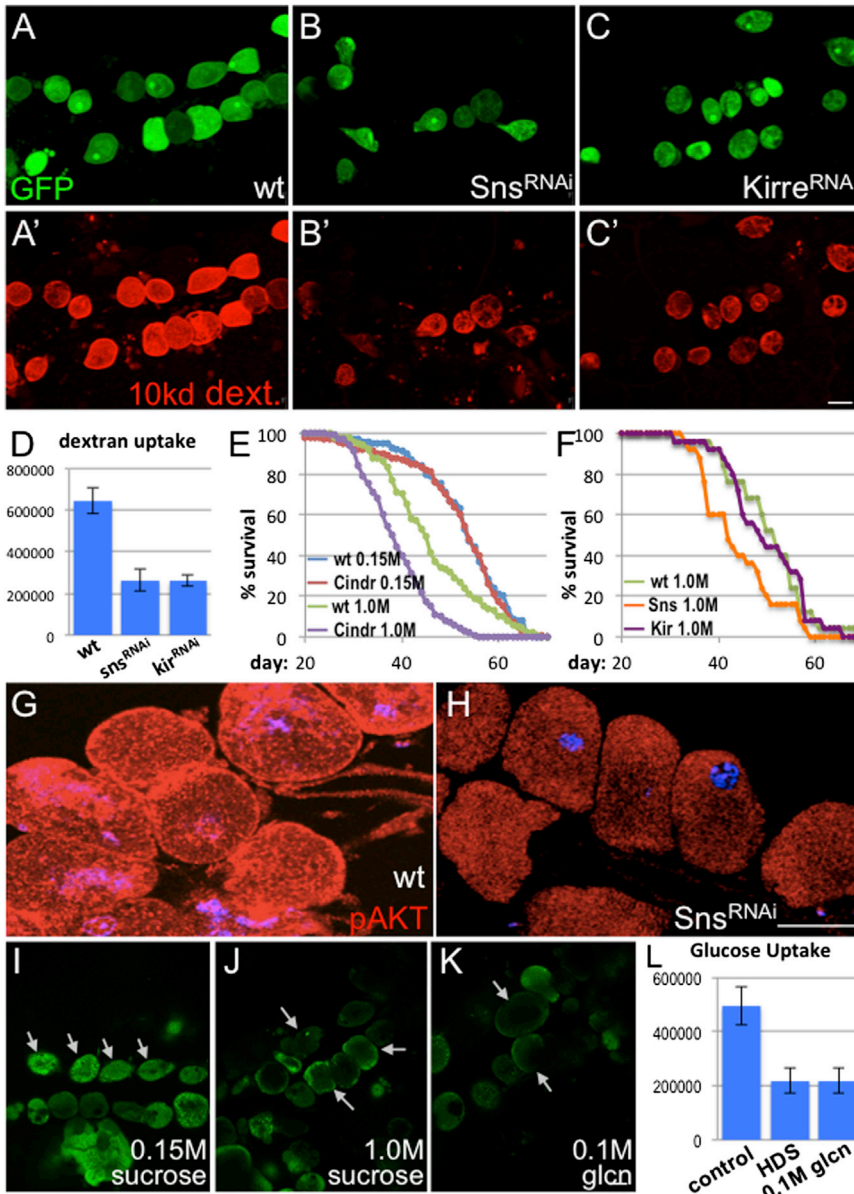 A
B
C
GFP
wt
Sns RNAi
Kirre RNAi
A'
B'
C'
10kd dext.
D
dextran uptake
800000
600000
400000
200000
0
wt
sns RNAi
kir RNAi
E
% survival
100
80
60
40
20
0
wt 0.15M
Cindr 0.15M
wt 1.0M
Cindr 1.0M
day: 20 40 60
F
% survival
100
80
60
40
20
0
wt 1.0M
Sns 1.0M
Kir 1.0M
20 40 60
G
wt
pAKT
H
Sns RNAi
I
0.15M
sucrose
J
1.0M
sucrose
K
0.1M
glcn
L
Glucose Uptake
600000
400000
200000
0
control
HDS
0.1M glcn